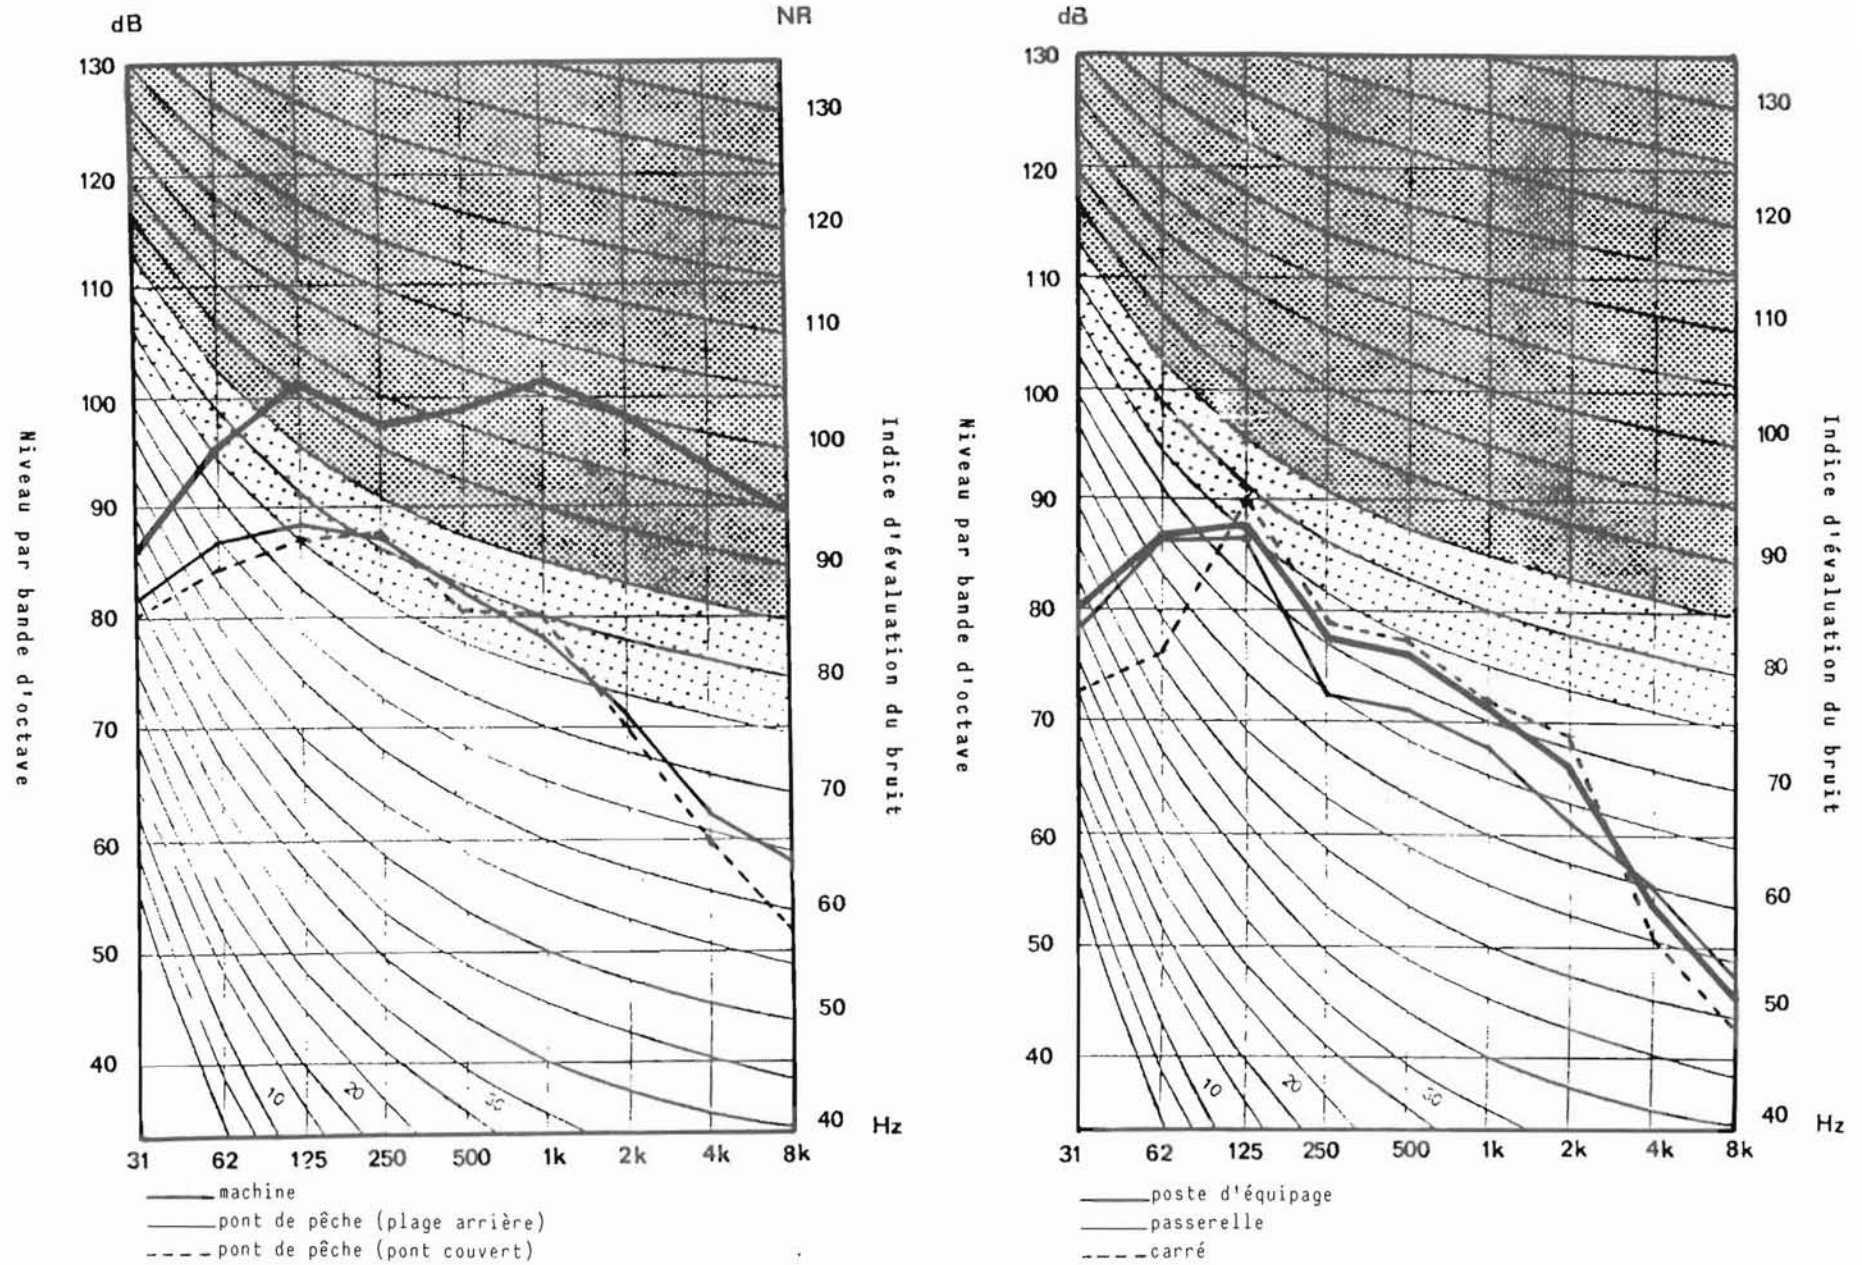 dB
NR
130
120
110
100
90
80
70
60
50
40
130
120
110
100
90
80
70
60
50
40
Niveau par bande d'octave
Indice d'évaluation du bruit
10
20
30
Hz
31 62 125 250 500 1k 2k 4k 8k
machine
pont de pêche (plage arrière)
pont de pêche (pont couvert)
dB
130
120
110
100
90
80
70
60
50
40
130
120
110
100
90
80
70
60
50
40
Niveau par bande d'octave
Indice d'évaluation du bruit
10
20
30
Hz
31 62 125 250 500 1k 2k 4k 8k
poste d'équipage
passerelle
carré